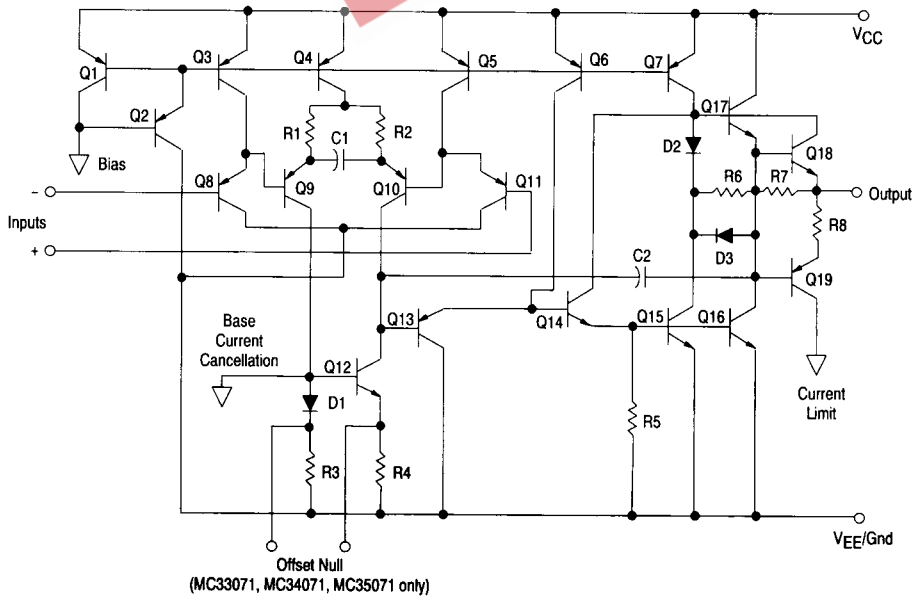 VCC
Q1
Q3
Q4
Q5
Q6
Q7
Q17
Q2
R1
C1
R2
D2
Q18
Bias
Q8
Q9
Q10
Q11
R6
R7
–
Output
Inputs
R8
+
D3
C2
Q19
Q13
Q14
Q15
Q16
Base
Current
Cancellation
Q12
D1
Current
Limit
R5
R3
R4
VEE/Gnd
Offset Null
(MC33071, MC34071, MC35071 only)